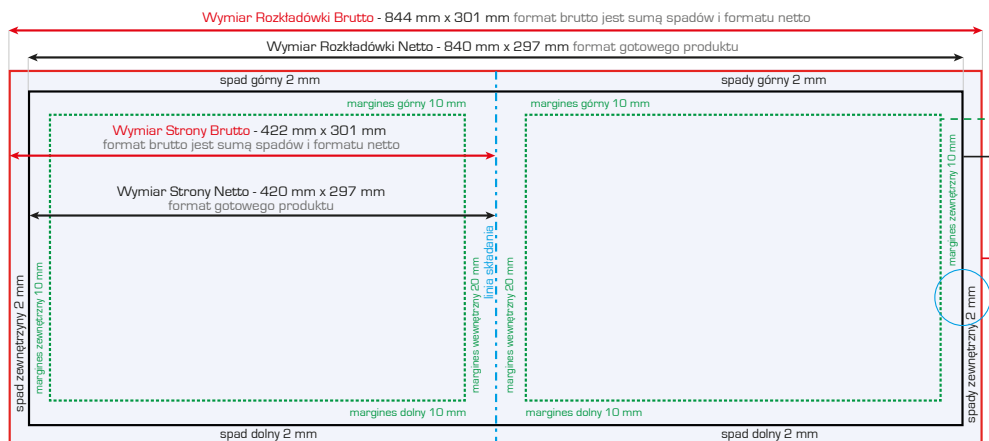 Wymiar Rozkładówki Brutto - 844 mm x 301 mm format brutto jest sumą spadów i formatu netto
Wymiar Rozkładówki Netto - 840 mm x 297 mm format gotowego produktu
spad górny 2 mm
spady górny 2 mm
margines górny 10 mm
margines górny 10 mm
Wymiar Strony Brutto - 422 mm x 301 mm
format brutto jest sumą spadów i formatu netto
Wymiar Strony Netto - 420 mm x 297 mm
format gotowego produktu
spad zewnętrzyny 2 mm
margines zewnętrzny 10 mm
margines wewnętrzny 20 mm
linia składania
margines wewnętrzny 20 mm
margines zewnętrzny 10 mm
spady zewnętrzny 2 mm
margines dolny 10 mm
margines dolny 10 mm
spad dolny 2 mm
spad dolny 2 mm